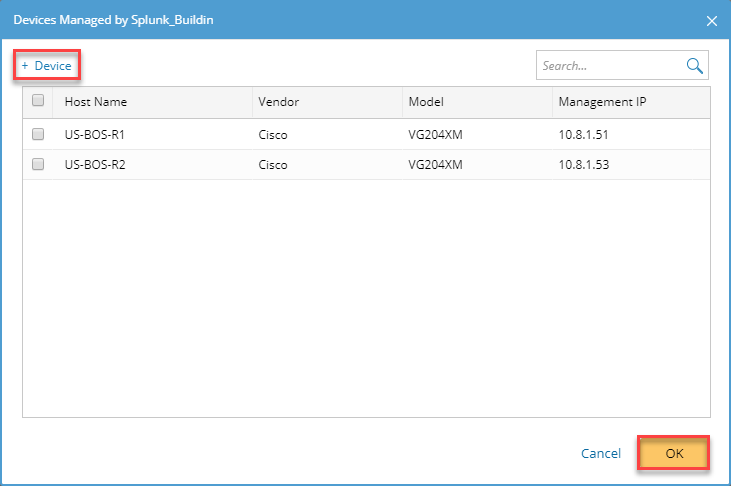 Devices Managed by Splunk_Buildin
+ Device
Search...
Host Name Vendor Model Management IP
US-BOS-R1 Cisco VG204XM 10.8.1.51
US-BOS-R2 Cisco VG204XM 10.8.1.53
Cancel OK